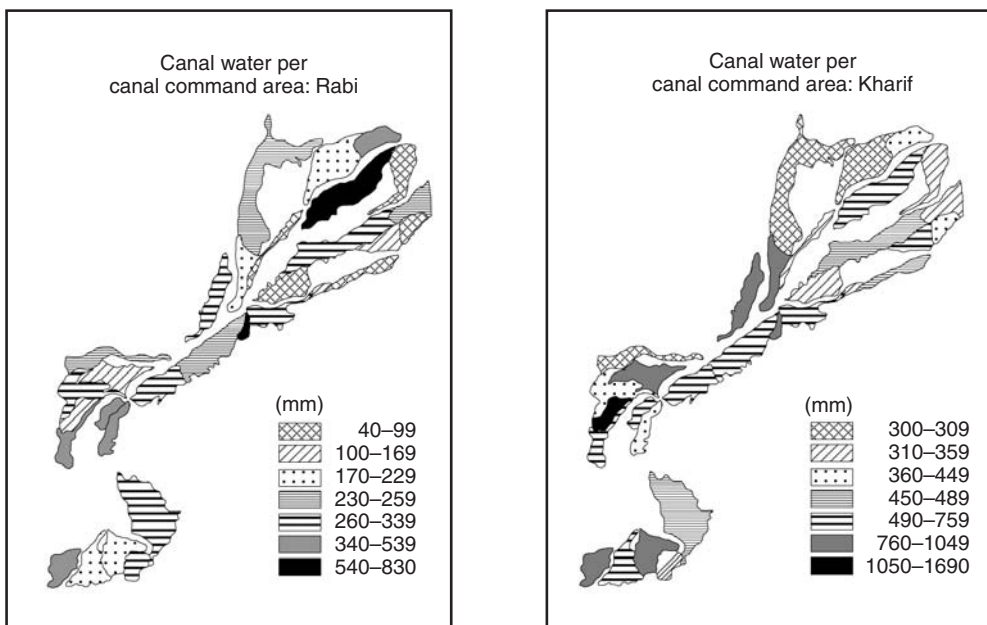 Canal water per
canal command area: Rabi
(mm)
40–99
100–169
170–229
230–259
260–339
340–539
540–830
Canal water per
canal command area: Kharif
(mm)
300–309
310–359
360–449
450–489
490–759
760–1049
1050–1690